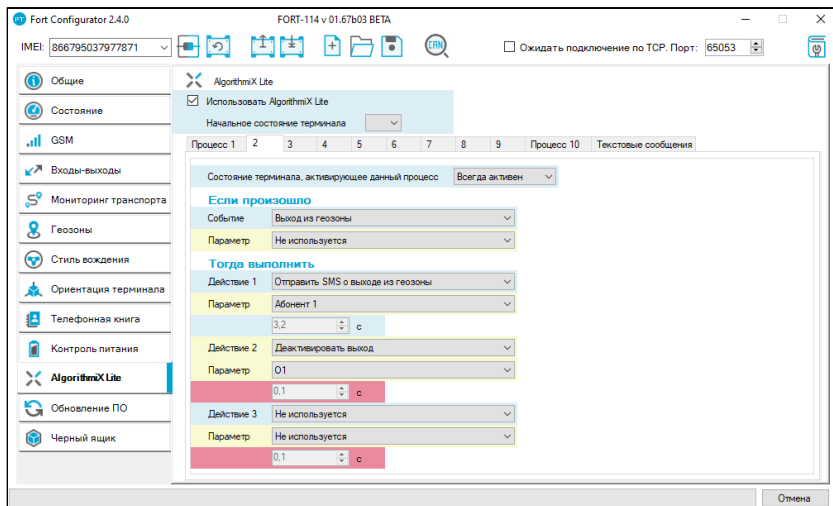 FT Fort Configurator 2.4.0 FORT-114 v 01.67b03 BETA
IMEI: 866795037977871 CAN Ожидать подключение по TCP. Порт: 65053
Общие
Состояние
GSM
Входы-выходы
Мониторинг транспорта
Геозоны
Стиль вождения
Ориентация терминала
Телефонная книга
Контроль питания
AlgorithmiX Lite
Обновление ПО
Черный ящик
AlgorithmiX Lite
Использовать AlgorithmiX Lite
Начальное состояние терминала
Процесс 1 2 3 4 5 6 7 8 9 Процесс 10 Текстовые сообщения
Состояние терминала, активирующее данный процесс Всегда активен
Если произошло
Событие Выход из геозоны
Параметр Не используется
Тогда выполнить
Действие 1 Отправить SMS о выходе из геозоны
Параметр Абонент 1
3,2 с
Действие 2 Деактивировать выход
Параметр O1
0,1 с
Действие 3 Не используется
Параметр Не используется
0,1 с
Отмена